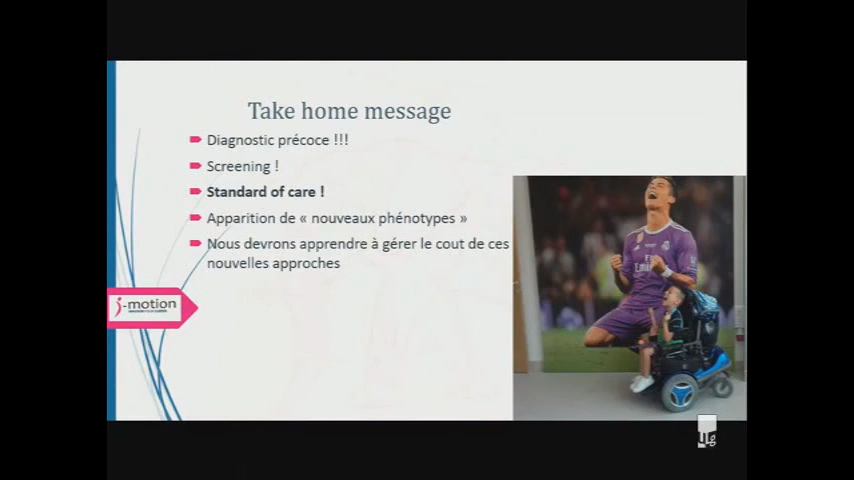 Take home message
Diagnostic précoce !!!
Screening !
Standard of care !
Apparition de « nouveaux phénotypes »
Nous devrons apprendre à gérer le cout de ces
nouvelles approches
i-motion